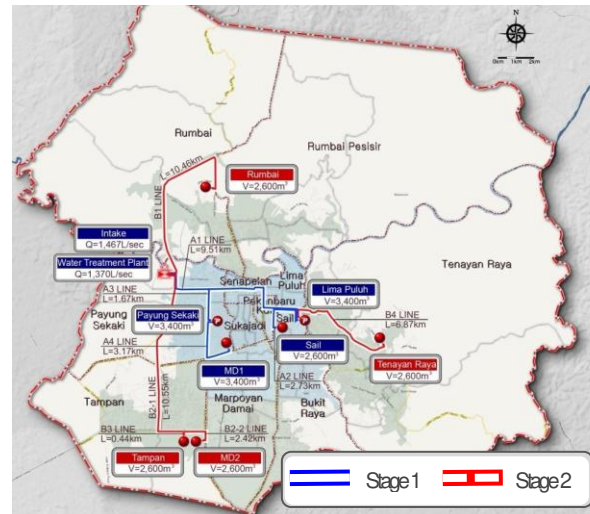 N
0km 1km 2km
Rumbai
Rumbai Pesisir
L=10.46km
B1 LINE
Rumbai
V=2,600m³
Intake
Q=1,467L/sec
A1 LINE
L=9.51km
Water Treatment Plant
Q=1,370L/sec
Senapelan
Lima
Puluh
Tenayan Raya
A3 LINE
L=1.67km
Lima Puluh
V=3,400m³
Payung
Sekaki
Payung Sekaki
V=3,400m³
Sukajadi
Sail
B4 LINE
L=6.87km
A4 LINE
L=3.17km
Sail
V=2,600m³
Tenayan Raya
V=2,600m³
MD1
V=3,400m³
B2-1 LINE
L=10.55km
A2 LINE
L=2.73km
Tampan
Marpoyan
Damai
Bukit
Raya
B3 LINE
L=0.44km
B2-2 LINE
L=2.42km
Tampan
V=2,600m³
MD2
V=2,600m³
Stage 1
Stage 2